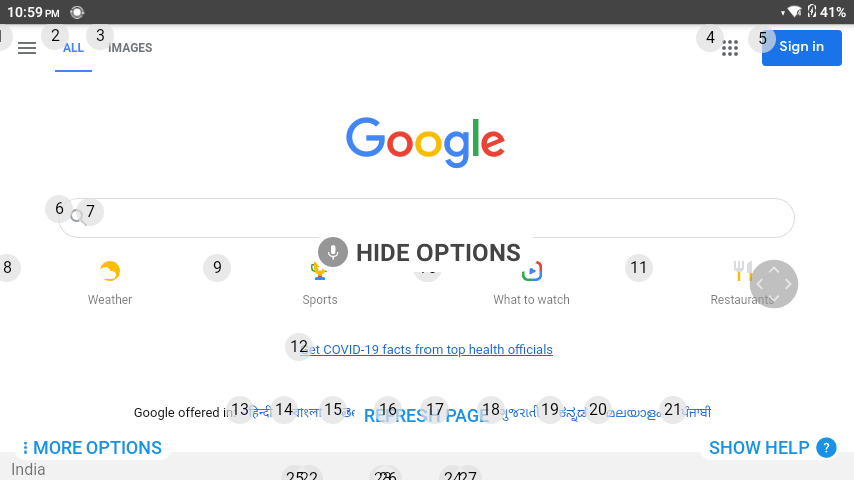 10:59 PM 41%
1 2 ALL 3 IMAGES 4 5 Sign in
Google
6 7
HIDE OPTIONS
8 9 11
Weather Sports What to watch Restaurants
12 et COVID-19 facts from top health officials
Google offered in 13 हिन्दी 14 বাংলা 15 16 17 18 ગુજરાતી 19 ಕನ್ನಡ 20 മലയാളം 21 ਪੰਜਾਬੀ
REFRESH PAGE
MORE OPTIONS SHOW HELP ?
India
25 22 26 24 27